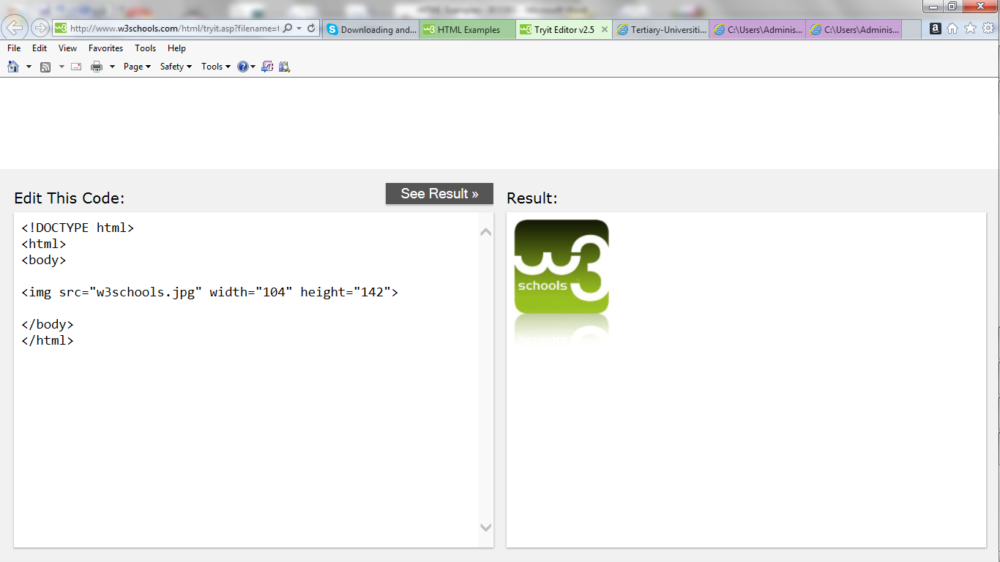 http://www.w3schools.com/html/tryit.asp?filename=t
Downloading and...
HTML Examples
Tryit Editor v2.5
Tertiary-Universiti...
C:\Users\Adminis...
C:\Users\Adminis...
File Edit View Favorites Tools Help
Page Safety Tools
Edit This Code:
See Result »
Result:
<!DOCTYPE html>
<html>
<body>
<img src="w3schools.jpg" width="104" height="142">
</body>
</html>
w3
schools